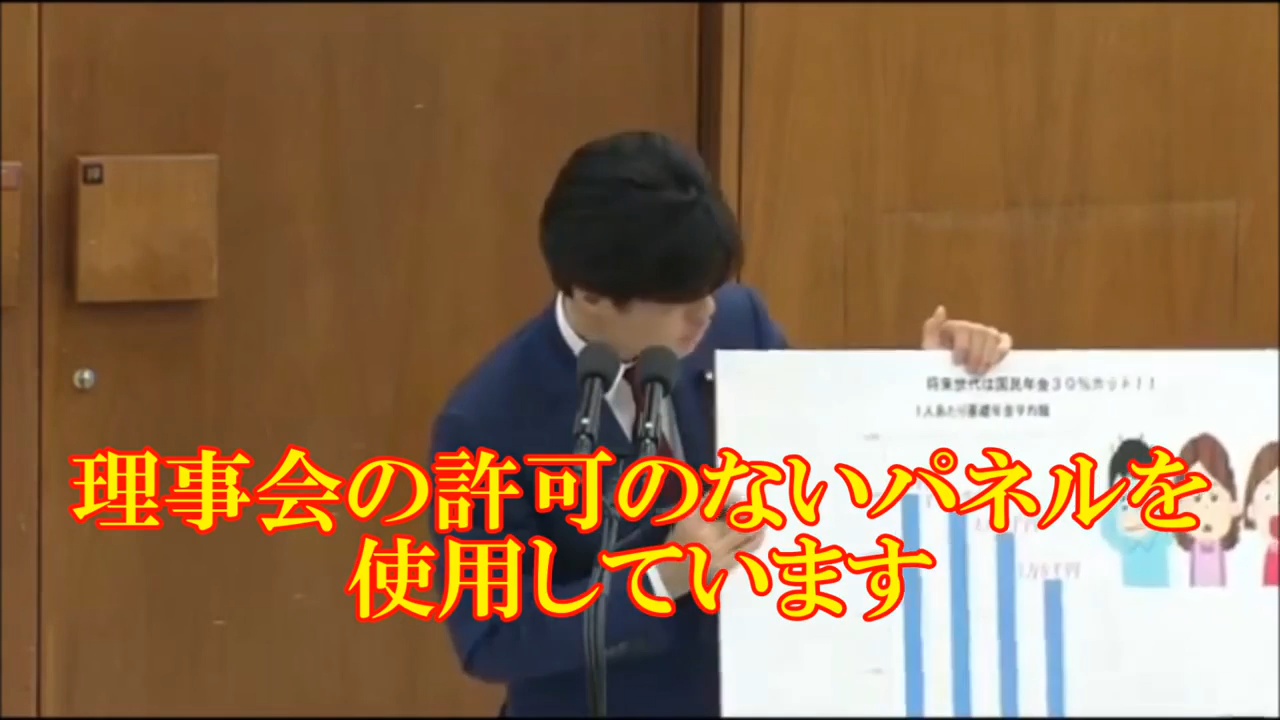 将来世代は国民年金30%カット!!
1人あたり基礎年金平均額
理事会の許可のないパネルを
使用しています